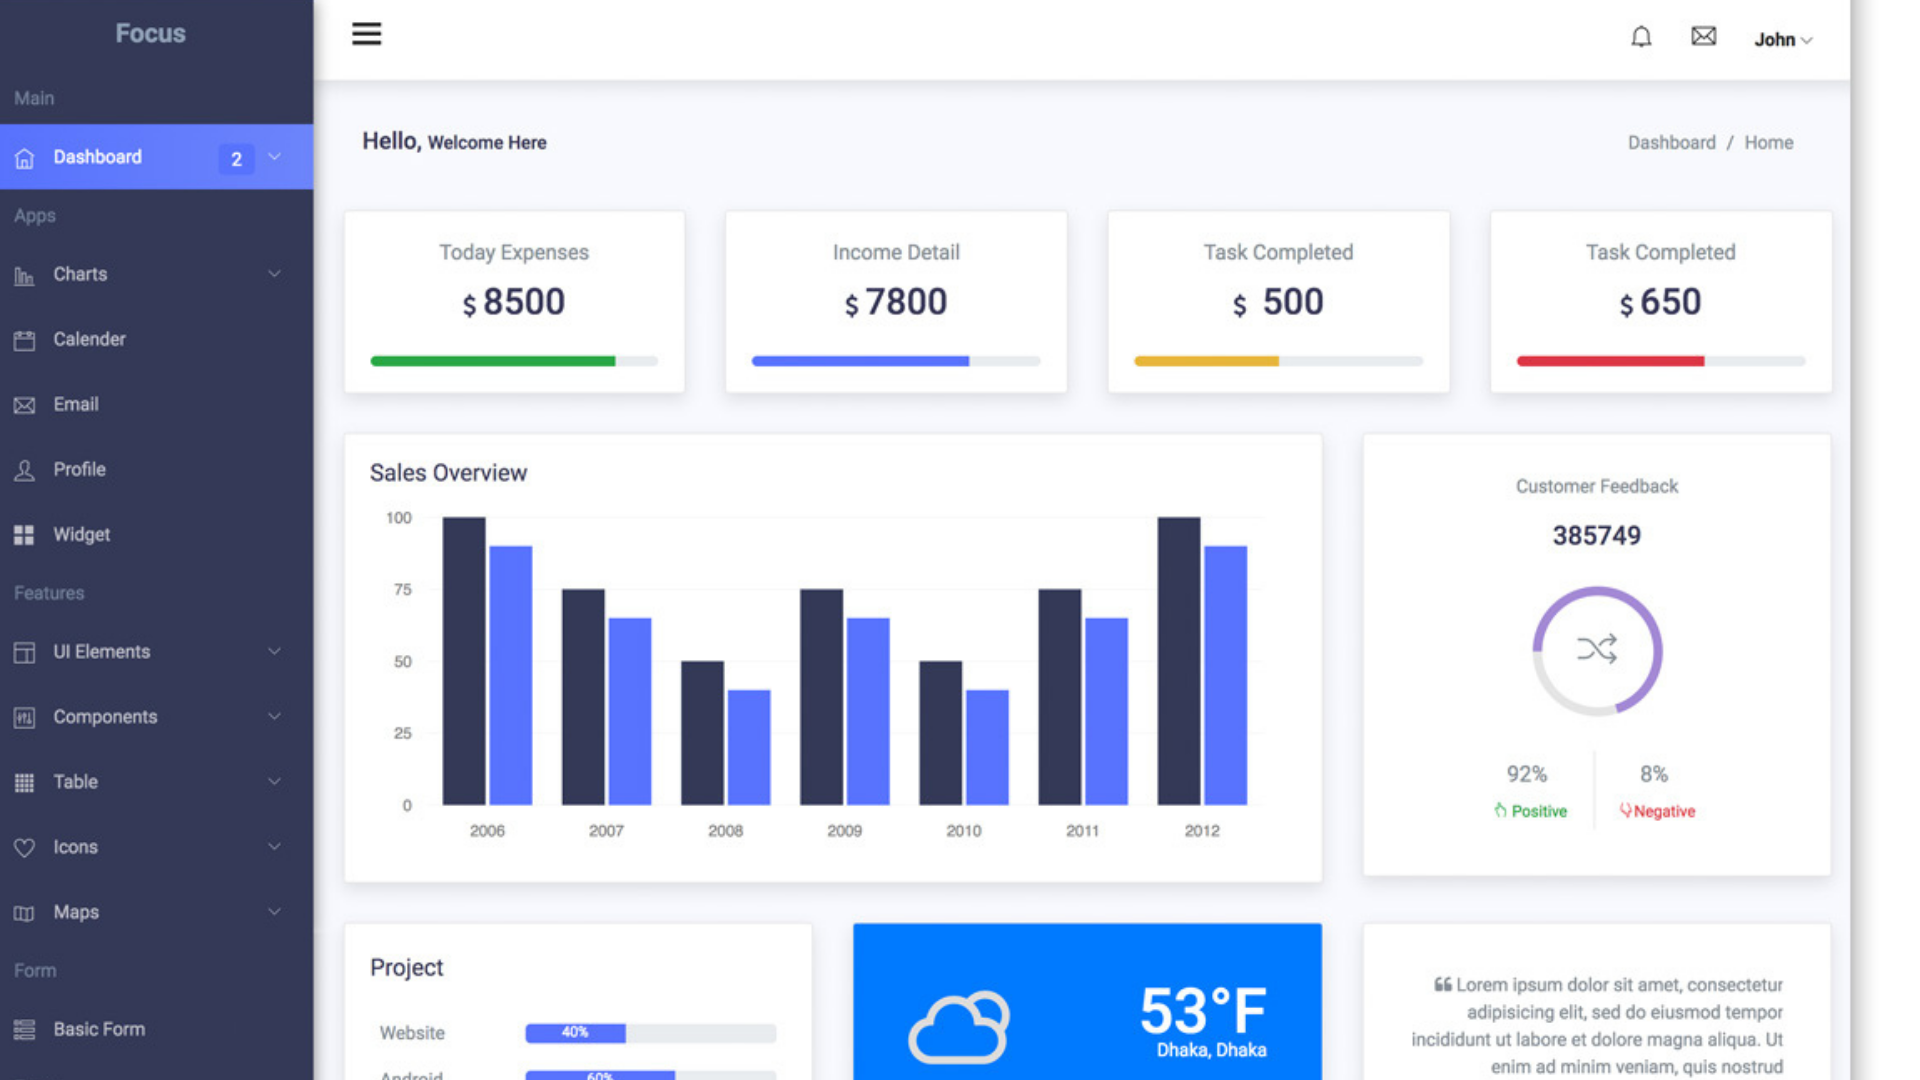 Focus
Main
Dashboard 2
Apps
Charts
Calender
Email
Profile
Widget
Features
UI Elements
Components
Table
Icons
Maps
Form
Basic Form
John
Hello, Welcome Here
Dashboard / Home
Today Expenses
$ 8500
Income Detail
$ 7800
Task Completed
$ 500
Task Completed
$ 650
Sales Overview
100
75
50
25
0
2006 2007 2008 2009 2010 2011 2012
Customer Feedback
385749
92%
Positive
8%
Negative
Project
Website 40%
Android 60%
53°F
Dhaka, Dhaka
Lorem ipsum dolor sit amet, consectetur
adipisicing elit, sed do eiusmod tempor
incididunt ut labore et dolore magna aliqua. Ut
enim ad minim veniam, quis nostrud